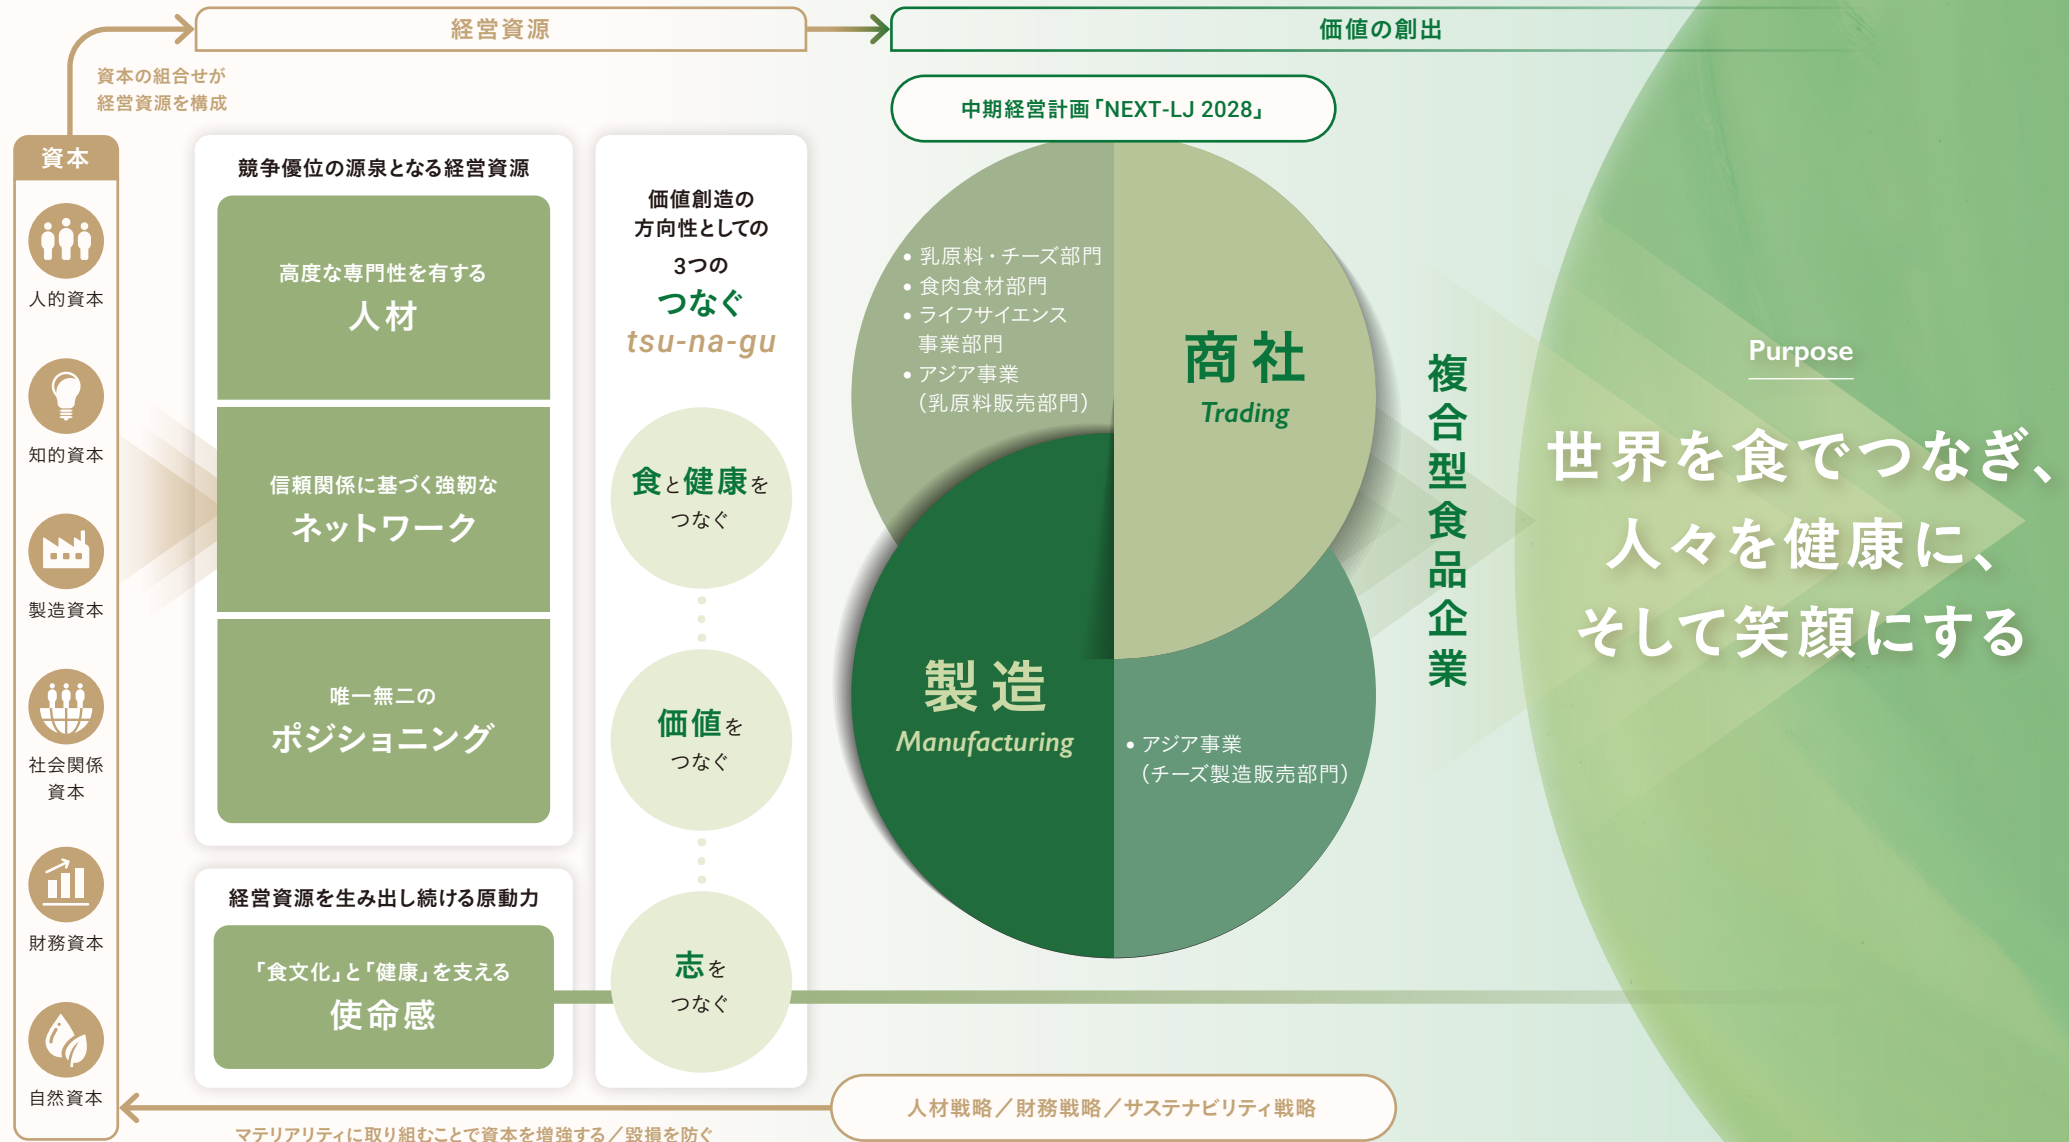 経営資源
価値の創出
資本の組合せが
経営資源を構成
中期経営計画「NEXT-LJ 2028」
資本
人的資本
知的資本
製造資本
社会関係
資本
財務資本
自然資本
競争優位の源泉となる経営資源
高度な専門性を有する
人材
信頼関係に基づく強靭な
ネットワーク
唯一無二の
ポジショニング
経営資源を生み出し続ける原動力
「食文化」と「健康」を支える
使命感
価値創造の
方向性としての
3つの
つなぐ
tsu-na-gu
食と健康を
つなぐ
価値を
つなぐ
志を
つなぐ
• 乳原料・チーズ部門
• 食肉食材部門
• ライフサイエンス
事業部門
• アジア事業
（乳原料販売部門）
商社
Trading
製造
Manufacturing
• アジア事業
（チーズ製造販売部門）
複合型食品企業
Purpose
世界を食でつなぎ、
人々を健康に、
そして笑顔にする
人材戦略／財務戦略／サステナビリティ戦略
マテリアリティに取り組むことで資本を増強する／毀損を防ぐ